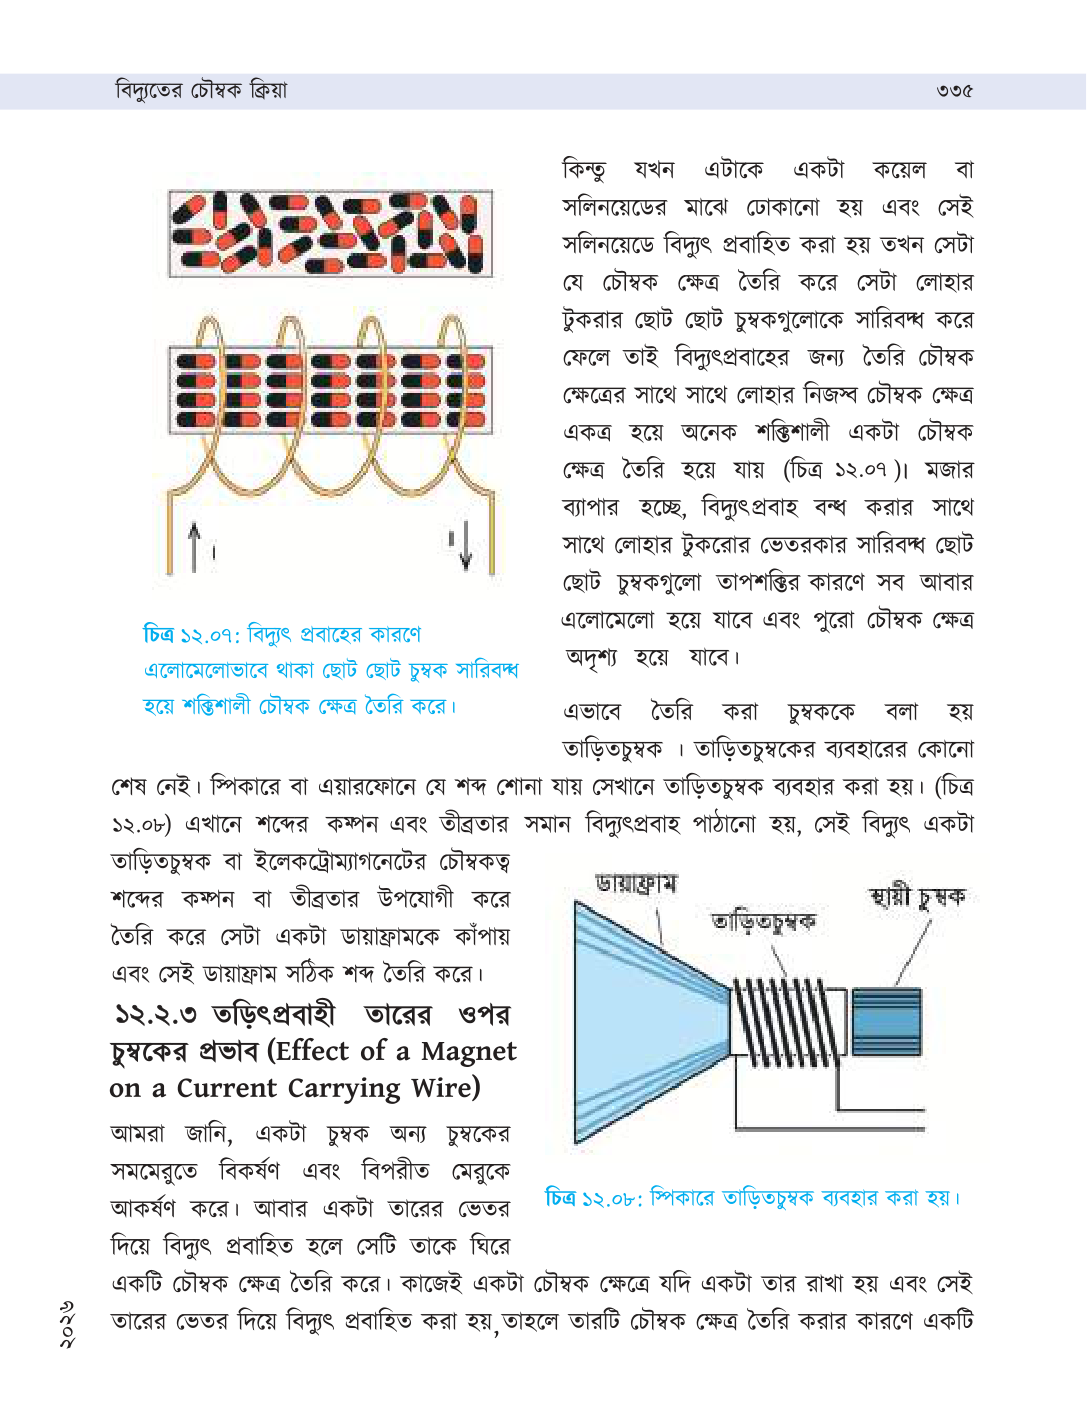 বিদ্যুতের চৌম্বক ক্রিয়া
৩৩৫
কিন্তু যখন এটাকে একটা কয়েল বা
সলিনয়েডের মাঝে ঢোকানো হয় এবং সেই
সলিনয়েডে বিদ্যুৎ প্রবাহিত করা হয় তখন সেটা
যে চৌম্বক ক্ষেত্র তৈরি করে সেটা লোহার
টুকরার ছোট ছোট চুম্বকগুলোকে সারিবদ্ধ করে
ফেলে তাই বিদ্যুৎপ্রবাহের জন্য তৈরি চৌম্বক
ক্ষেত্রের সাথে সাথে লোহার নিজস্ব চৌম্বক ক্ষেত্র
একত্র হয়ে অনেক শক্তিশালী একটা চৌম্বক
ক্ষেত্র তৈরি হয়ে যায় (চিত্র ১২.০৭)। মজার
ব্যাপার হচ্ছে, বিদ্যুৎপ্রবাহ বন্ধ করার সাথে
সাথে লোহার টুকরোর ভেতরকার সারিবদ্ধ ছোট
ছোট চুম্বকগুলো তাপশক্তির কারণে সব আবার
এলোমেলো হয়ে যাবে এবং পুরো চৌম্বক ক্ষেত্র
অদৃশ্য হয়ে যাবে।
I
I
চিত্র ১২.০৭: বিদ্যুৎ প্রবাহের কারণে
এলোমেলোভাবে থাকা ছোট ছোট চুম্বক সারিবদ্ধ
হয়ে শক্তিশালী চৌম্বক ক্ষেত্র তৈরি করে।
এভাবে তৈরি করা চুম্বককে বলা হয়
তাড়িতচুম্বক । তাড়িতচুম্বকের ব্যবহারের কোনো
শেষ নেই। স্পিকারে বা এয়ারফোনে যে শব্দ শোনা যায় সেখানে তাড়িতচুম্বক ব্যবহার করা হয়। (চিত্র
১২.০৮) এখানে শব্দের কম্পন এবং তীব্রতার সমান বিদ্যুৎপ্রবাহ পাঠানো হয়, সেই বিদ্যুৎ একটা
তাড়িতচুম্বক বা ইলেকট্রোম্যাগনেটের চৌম্বকত্ব
শব্দের কম্পন বা তীব্রতার উপযোগী করে
তৈরি করে সেটা একটা ডায়াফ্রামকে কাঁপায়
এবং সেই ডায়াফ্রাম সঠিক শব্দ তৈরি করে।
ডায়াফ্রাম
তাড়িতচুম্বক
স্থায়ী চুম্বক
চিত্র ১২.০৮: স্পিকারে তাড়িতচুম্বক ব্যবহার করা হয়।
১২.২.৩ তড়িৎপ্রবাহী তারের ওপর
চুম্বকের প্রভাব (Effect of a Magnet
on a Current Carrying Wire)
আমরা জানি, একটা চুম্বক অন্য চুম্বকের
সমমেরুতে বিকর্ষণ এবং বিপরীত মেরুকে
আকর্ষণ করে। আবার একটা তারের ভেতর
দিয়ে বিদ্যুৎ প্রবাহিত হলে সেটি তাকে ঘিরে
একটি চৌম্বক ক্ষেত্র তৈরি করে। কাজেই একটা চৌম্বক ক্ষেত্রে যদি একটা তার রাখা হয় এবং সেই
তারের ভেতর দিয়ে বিদ্যুৎ প্রবাহিত করা হয়,তাহলে তারটি চৌম্বক ক্ষেত্র তৈরি করার কারণে একটি
২০২৬